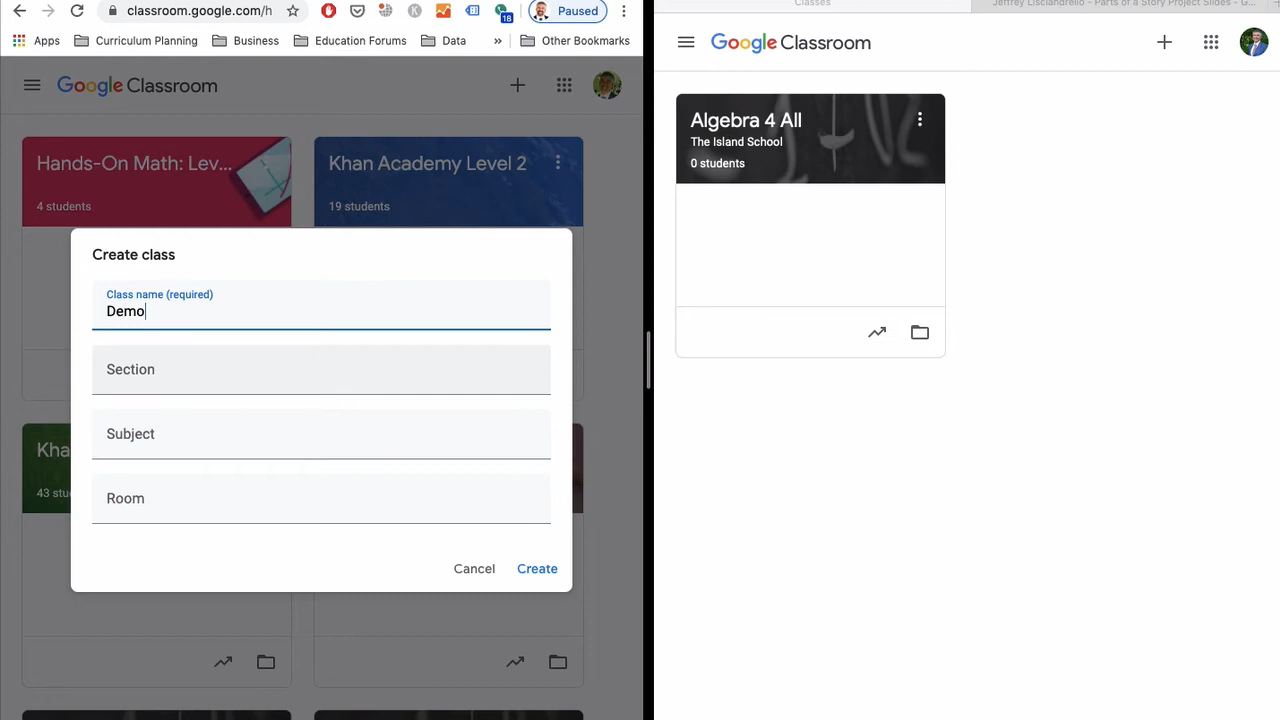 classroom.google.com/h
18
Paused
Apps
Curriculum Planning
Business
Education Forums
Data
»
Other Bookmarks
Google Classroom
Hands-On Math: Lev...
4 students
Khan Academy Level 2
19 students
Create class
Class name (required)
Demo
Section
Subject
Room
Cancel
Create
Kha
43 stud
Classes
Jeffrey Lisciandrello - Parts of a Story Project Slides - G...
Google Classroom
Algebra 4 All
The Island School
0 students